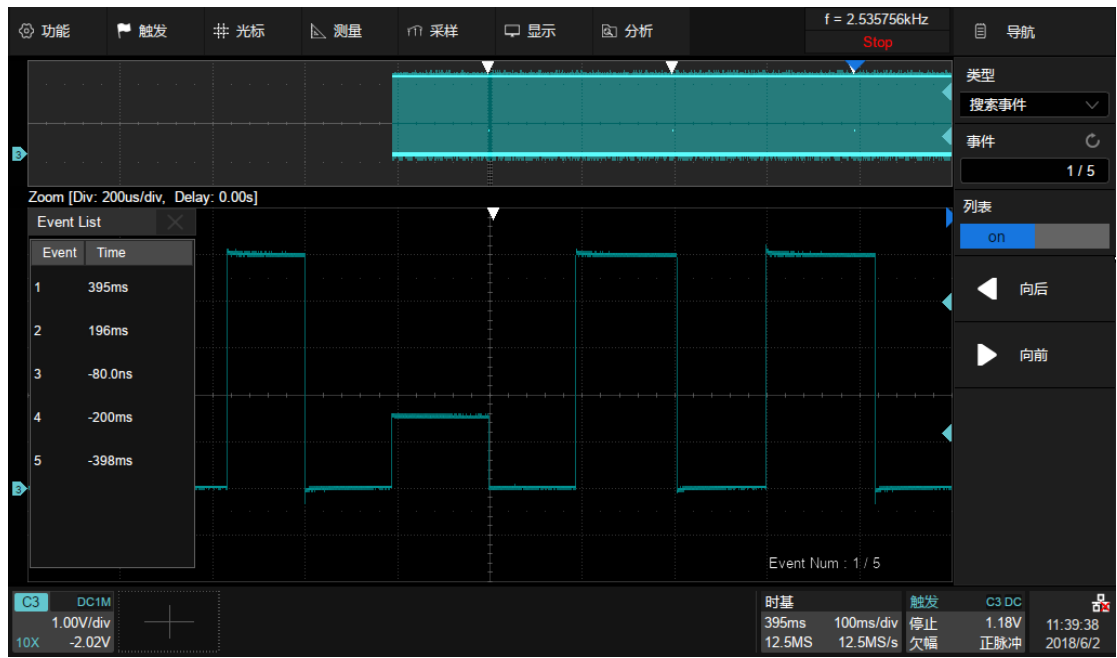 功能 触发 光标 测量 采样 显示 分析
f = 2.535756kHz
Stop
导航
类型
搜索事件
事件
1 / 5
列表
on
向后
向前
3
Zoom [Div: 200us/div, Delay: 0.00s]
Event List
Event Time
1 395ms
2 196ms
3 -80.0ns
4 -200ms
5 -398ms
3
Event Num : 1 / 5
C3 DC1M
1.00V/div
10X -2.02V
时基
395ms 100ms/div
12.5MS 12.5MS/s
触发 C3 DC
停止 1.18V
欠幅 正脉冲
11:39:38
2018/6/2